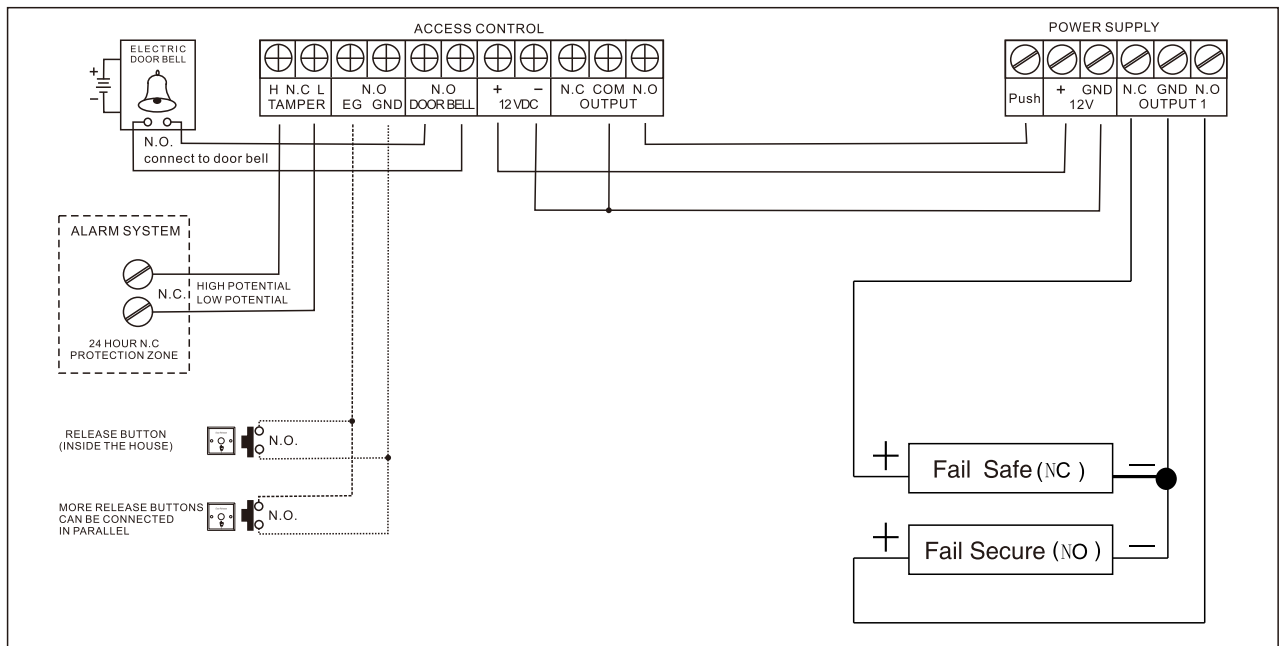 ACCESS CONTROL
POWER SUPPLY
ELECTRIC
DOOR BELL
+
−
H N.C L
TAMPER
N.O
EG GND
N.O
DOOR BELL
+ −
12 VDC
N.C COM N.O
OUTPUT
Push
+ GND
12V
N.C GND N.O
OUTPUT 1
N.O.
connect to door bell
ALARM SYSTEM
N.C.
HIGH POTENTIAL
LOW POTENTIAL
24 HOUR N.C
PROTECTION ZONE
RELEASE BUTTON
(INSIDE THE HOUSE)
N.O.
MORE RELEASE BUTTONS
CAN BE CONNECTED
IN PARALLEL
N.O.
+ Fail Safe (NC ) −
+ Fail Secure (NO ) −